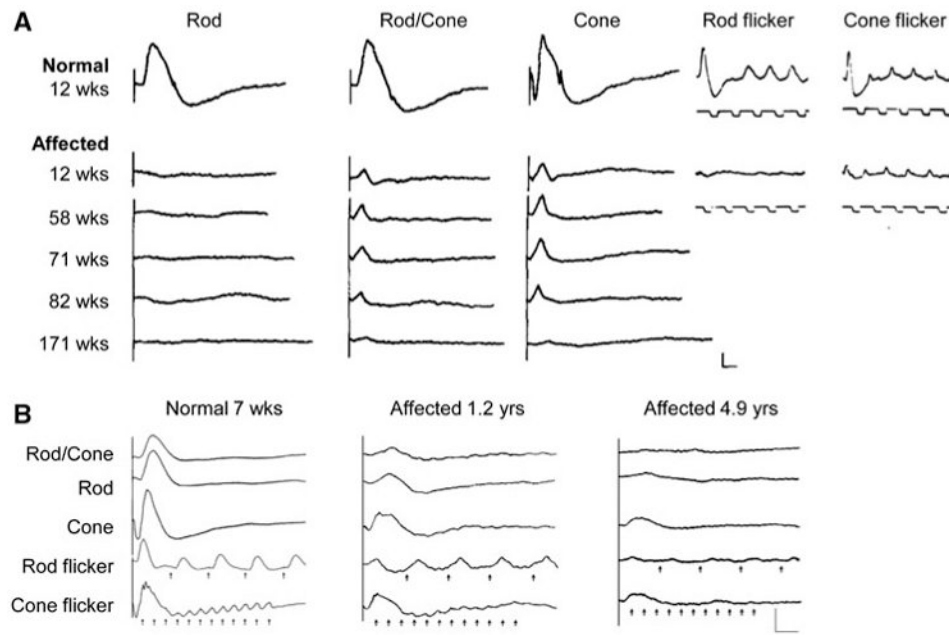 A
Rod
Rod/Cone
Cone
Rod flicker
Cone flicker
Normal
12 wks
Affected
12 wks
58 wks
71 wks
82 wks
171 wks
B
Normal 7 wks
Affected 1.2 yrs
Affected 4.9 yrs
Rod/Cone
Rod
Cone
Rod flicker
Cone flicker